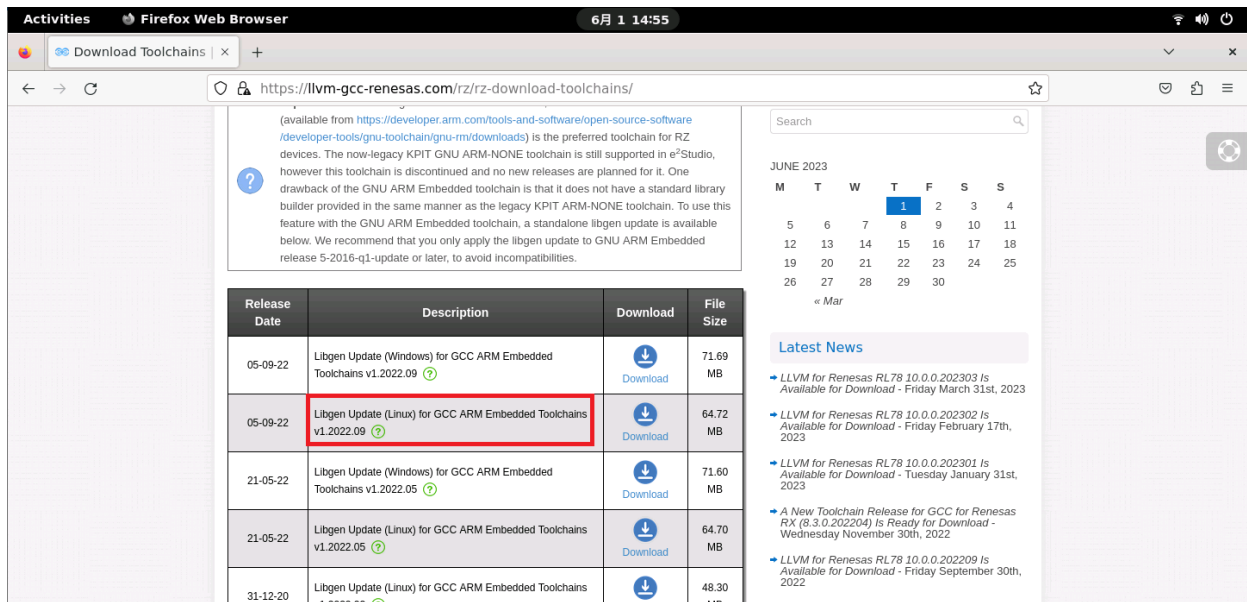 Activities Firefox Web Browser 6月 1 14:55
Download Toolchains |
https://llvm-gcc-renesas.com/rz/rz-download-toolchains/
(available from https://developer.arm.com/tools-and-software/open-source-software
/developer-tools/gnu-toolchain/gnu-rm/downloads) is the preferred toolchain for RZ
devices. The now-legacy KPIT GNU ARM-NONE toolchain is still supported in e²Studio,
however this toolchain is discontinued and no new releases are planned for it. One
drawback of the GNU ARM Embedded toolchain is that it does not have a standard library
builder provided in the same manner as the legacy KPIT ARM-NONE toolchain. To use this
feature with the GNU ARM Embedded toolchain, a standalone libgen update is available
below. We recommend that you only apply the libgen update to GNU ARM Embedded
release 5-2016-q1-update or later, to avoid incompatibilities.
Release Date Description Download File Size
05-09-22 Libgen Update (Windows) for GCC ARM Embedded
Toolchains v1.2022.09 Download 71.69 MB
05-09-22 Libgen Update (Linux) for GCC ARM Embedded Toolchains
v1.2022.09 Download 64.72 MB
21-05-22 Libgen Update (Windows) for GCC ARM Embedded
Toolchains v1.2022.05 Download 71.60 MB
21-05-22 Libgen Update (Linux) for GCC ARM Embedded Toolchains
v1.2022.05 Download 64.70 MB
31-12-20 Libgen Update (Linux) for GCC ARM Embedded Toolchains 48.30
Search
JUNE 2023
M T W T F S S
1 2 3 4
5 6 7 8 9 10 11
12 13 14 15 16 17 18
19 20 21 22 23 24 25
26 27 28 29 30
« Mar
Latest News
LLVM for Renesas RL78 10.0.0.202303 Is
Available for Download - Friday March 31st, 2023
LLVM for Renesas RL78 10.0.0.202302 Is
Available for Download - Friday February 17th,
2023
LLVM for Renesas RL78 10.0.0.202301 Is
Available for Download - Tuesday January 31st,
2023
A New Toolchain Release for GCC for Renesas
RX (8.3.0.202204) Is Ready for Download -
Wednesday November 30th, 2022
LLVM for Renesas RL78 10.0.0.202209 Is
Available for Download - Friday September 30th,
2022